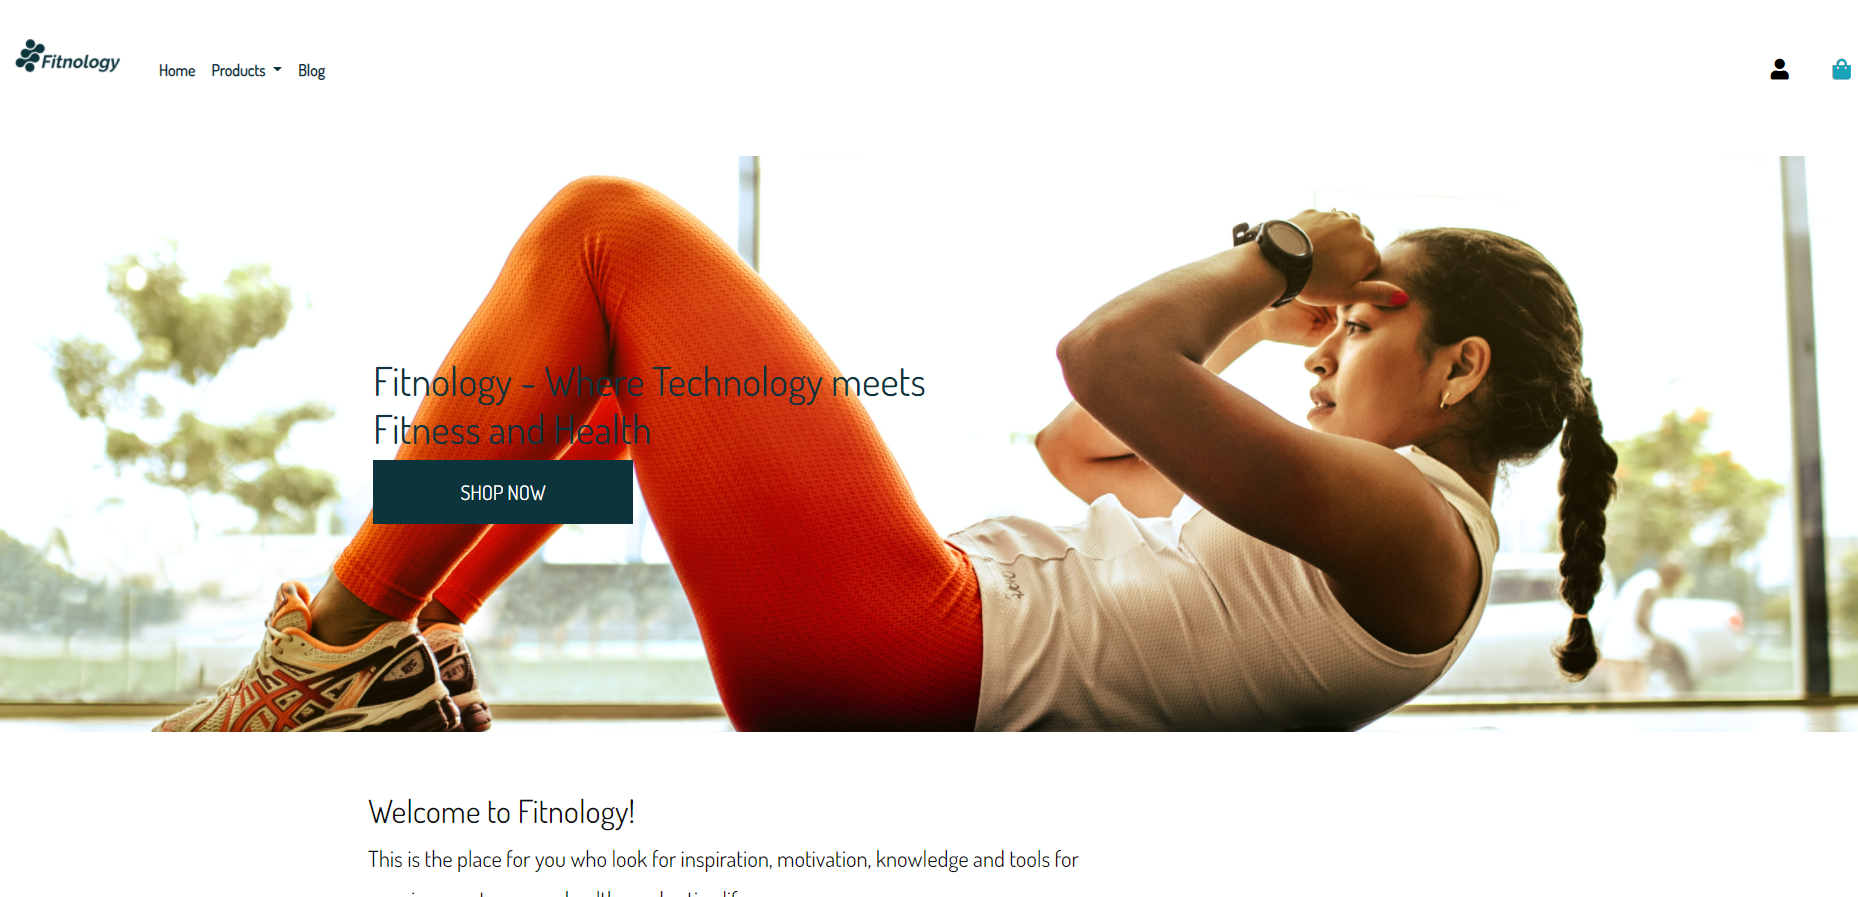 Fitnology
Home Products Blog
Fitnology - Where Technology meets
Fitness and Health
SHOP NOW
Welcome to Fitnology!
This is the place for you who look for inspiration, motivation, knowledge and tools for